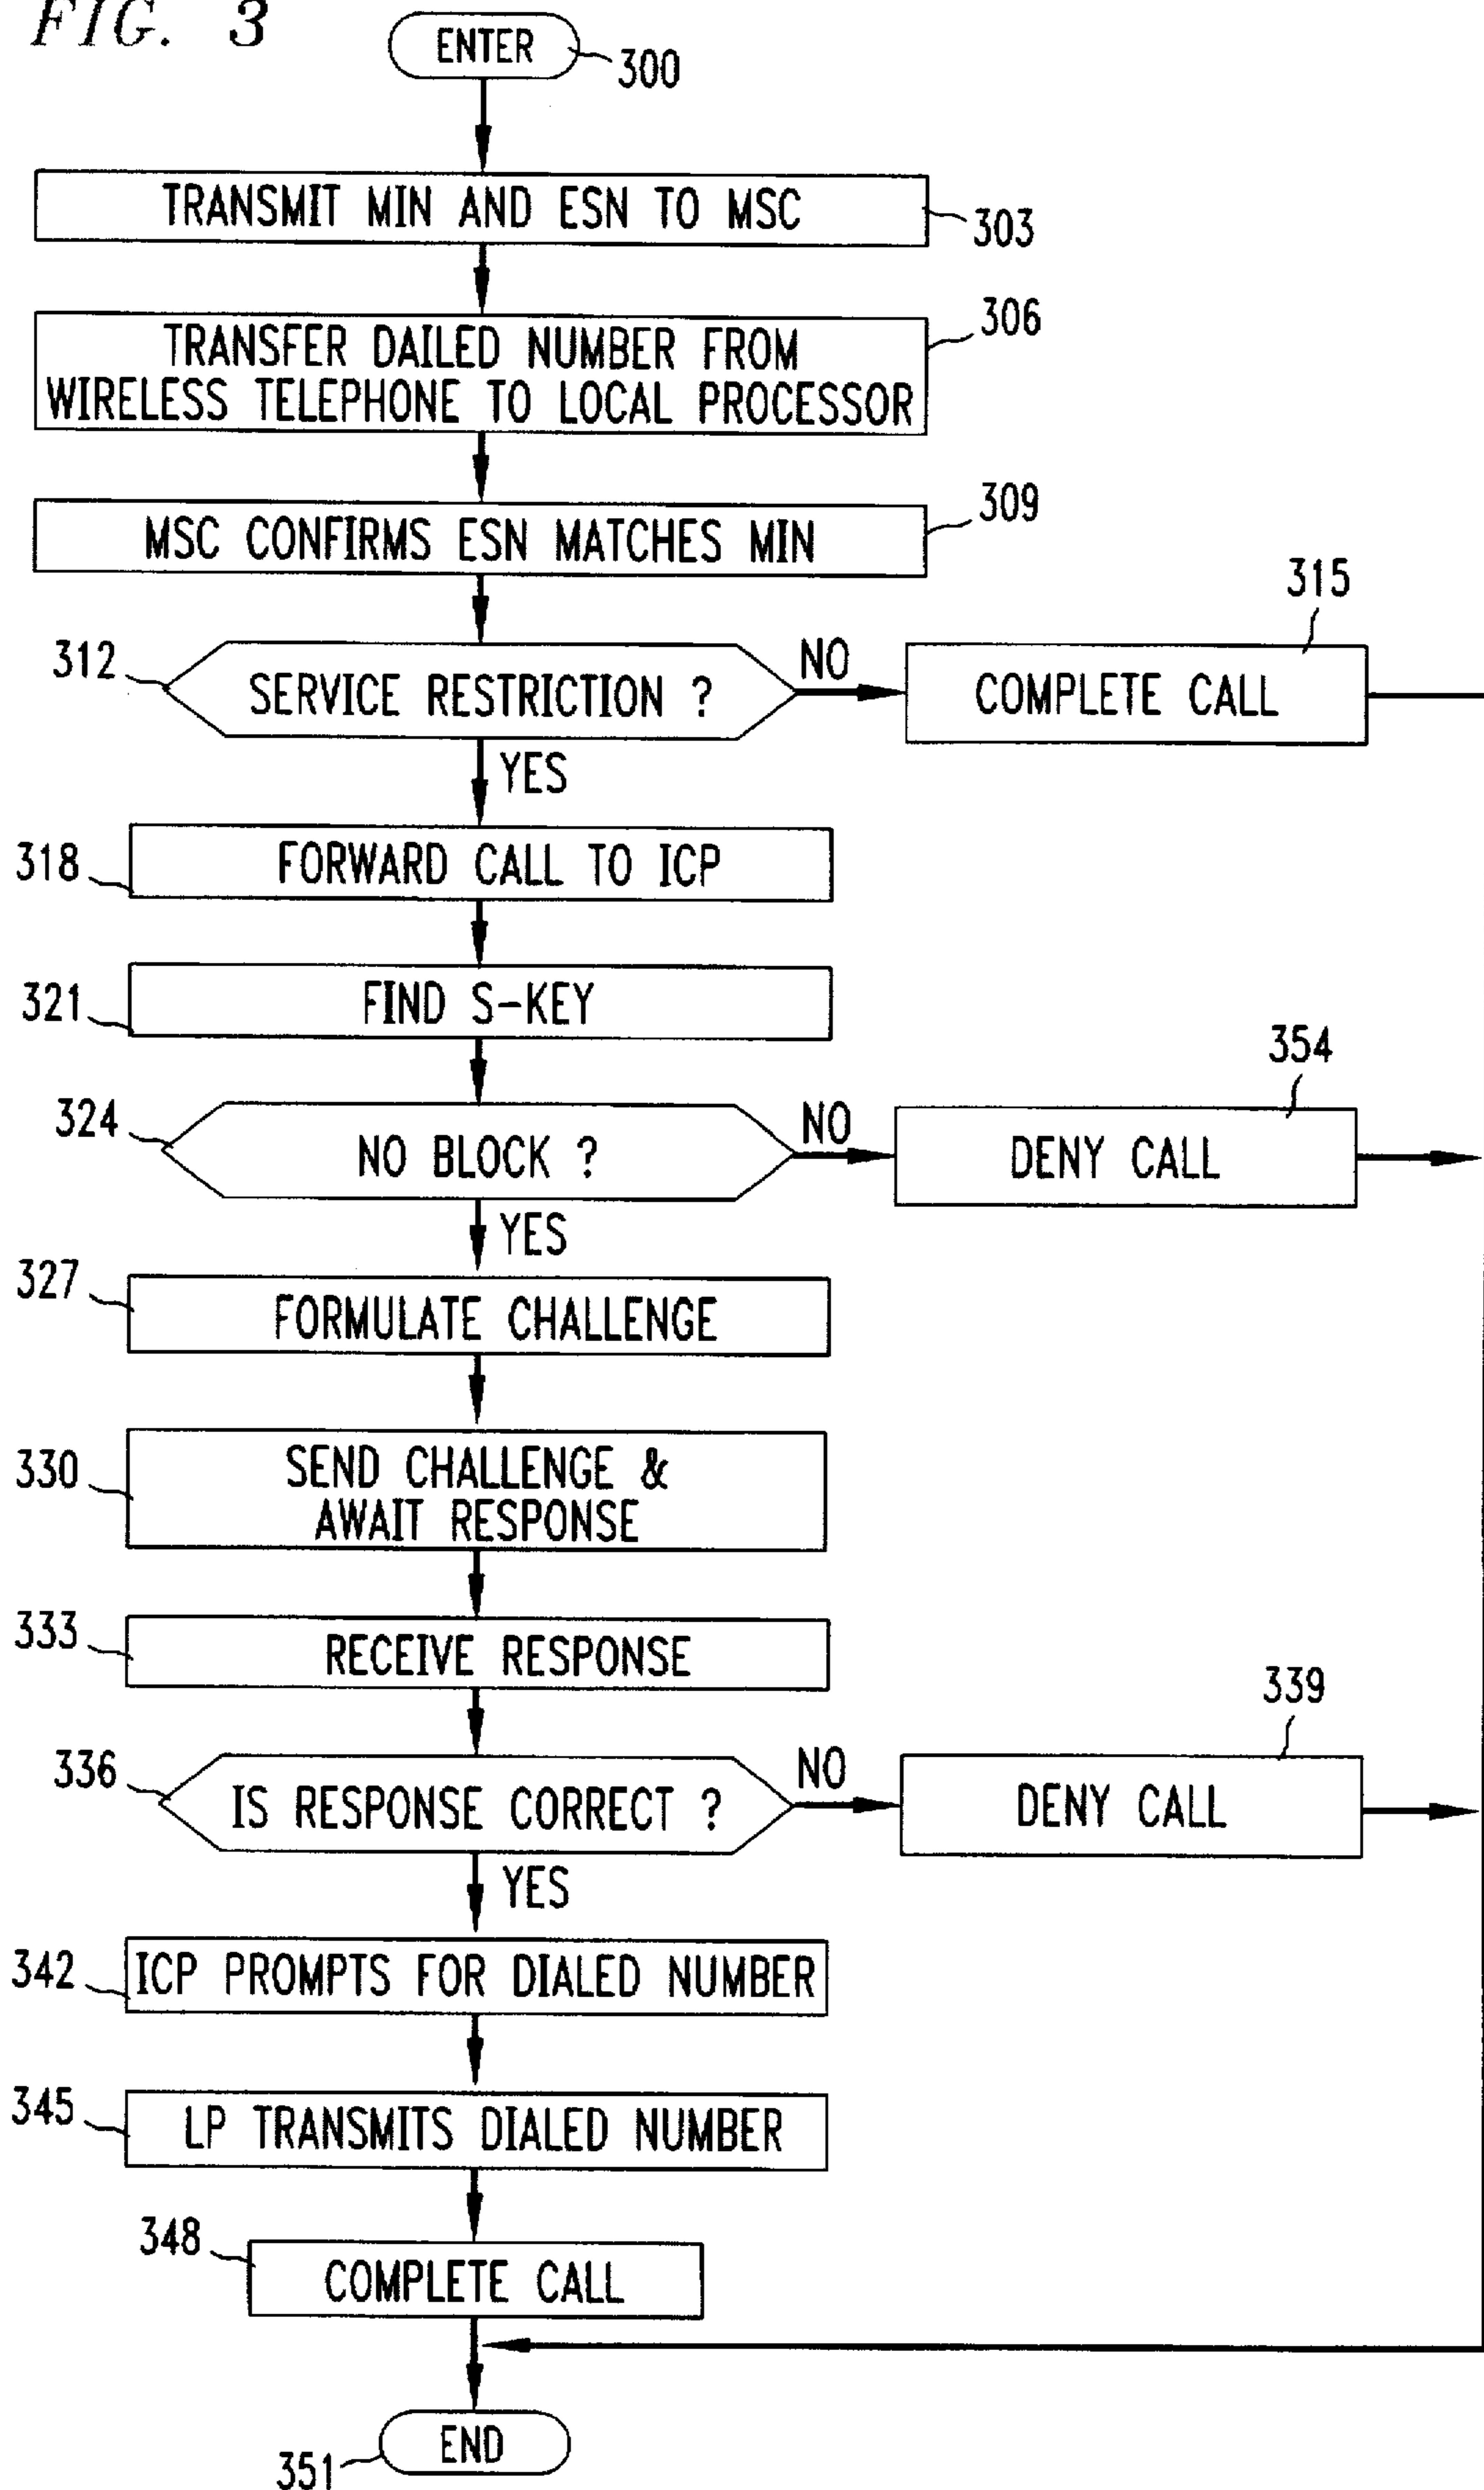 FIG. 3
ENTER
300
TRANSMIT MIN AND ESN TO MSC
303
306
TRANSFER DAILED NUMBER FROM
WIRELESS TELEPHONE TO LOCAL PROCESSOR
309
MSC CONFIRMS ESN MATCHES MIN
315
312
SERVICE RESTRICTION ?
NO
COMPLETE CALL
YES
318
FORWARD CALL TO ICP
321
FIND S-KEY
354
324
NO BLOCK ?
NO
DENY CALL
YES
327
FORMULATE CHALLENGE
330
SEND CHALLENGE &
AWAIT RESPONSE
333
RECEIVE RESPONSE
339
336
IS RESPONSE CORRECT ?
NO
DENY CALL
YES
342
ICP PROMPTS FOR DIALED NUMBER
345
LP TRANSMITS DIALED NUMBER
348
COMPLETE CALL
END
351